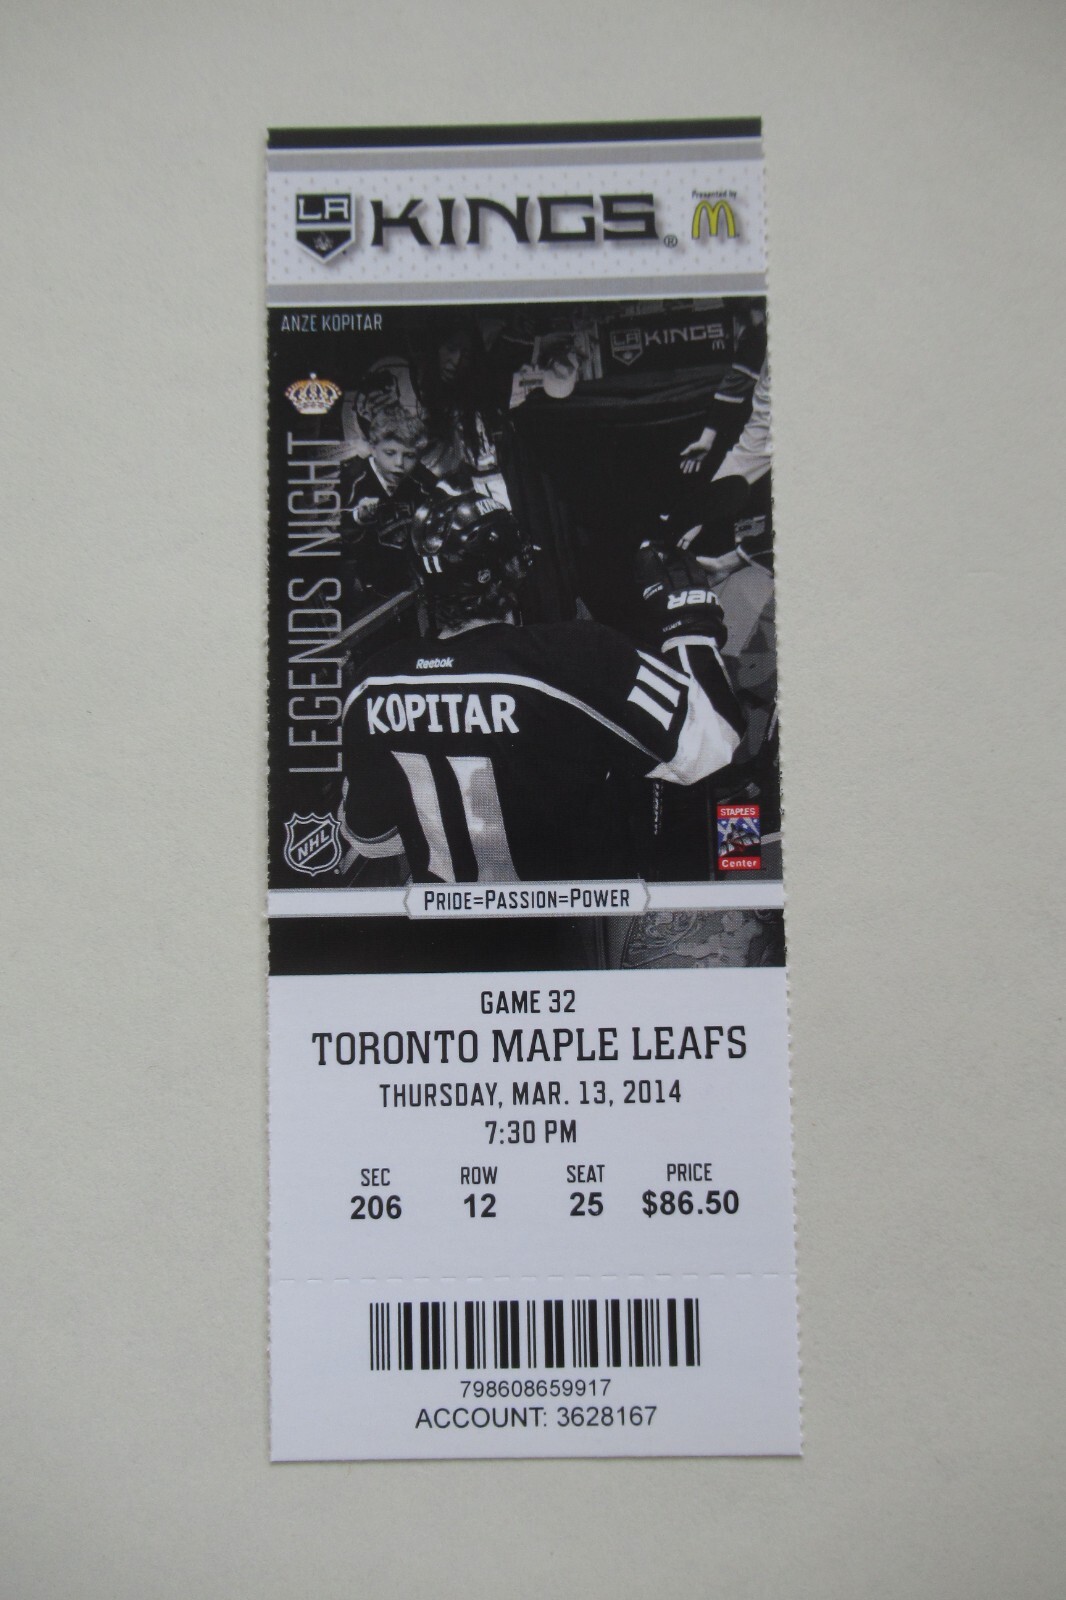 LA
KINGS®
Presented by
ANZE KOPITAR
LA KINGS
LEGENDS NIGHT
KINGS
Reebok
KOPITAR
11
NHL
STAPLES
Center
PRIDE=PASSION=POWER
GAME 32
TORONTO MAPLE LEAFS
THURSDAY, MAR. 13, 2014
7:30 PM
SEC ROW SEAT PRICE
206 12 25 $86.50
798608659917
ACCOUNT: 3628167